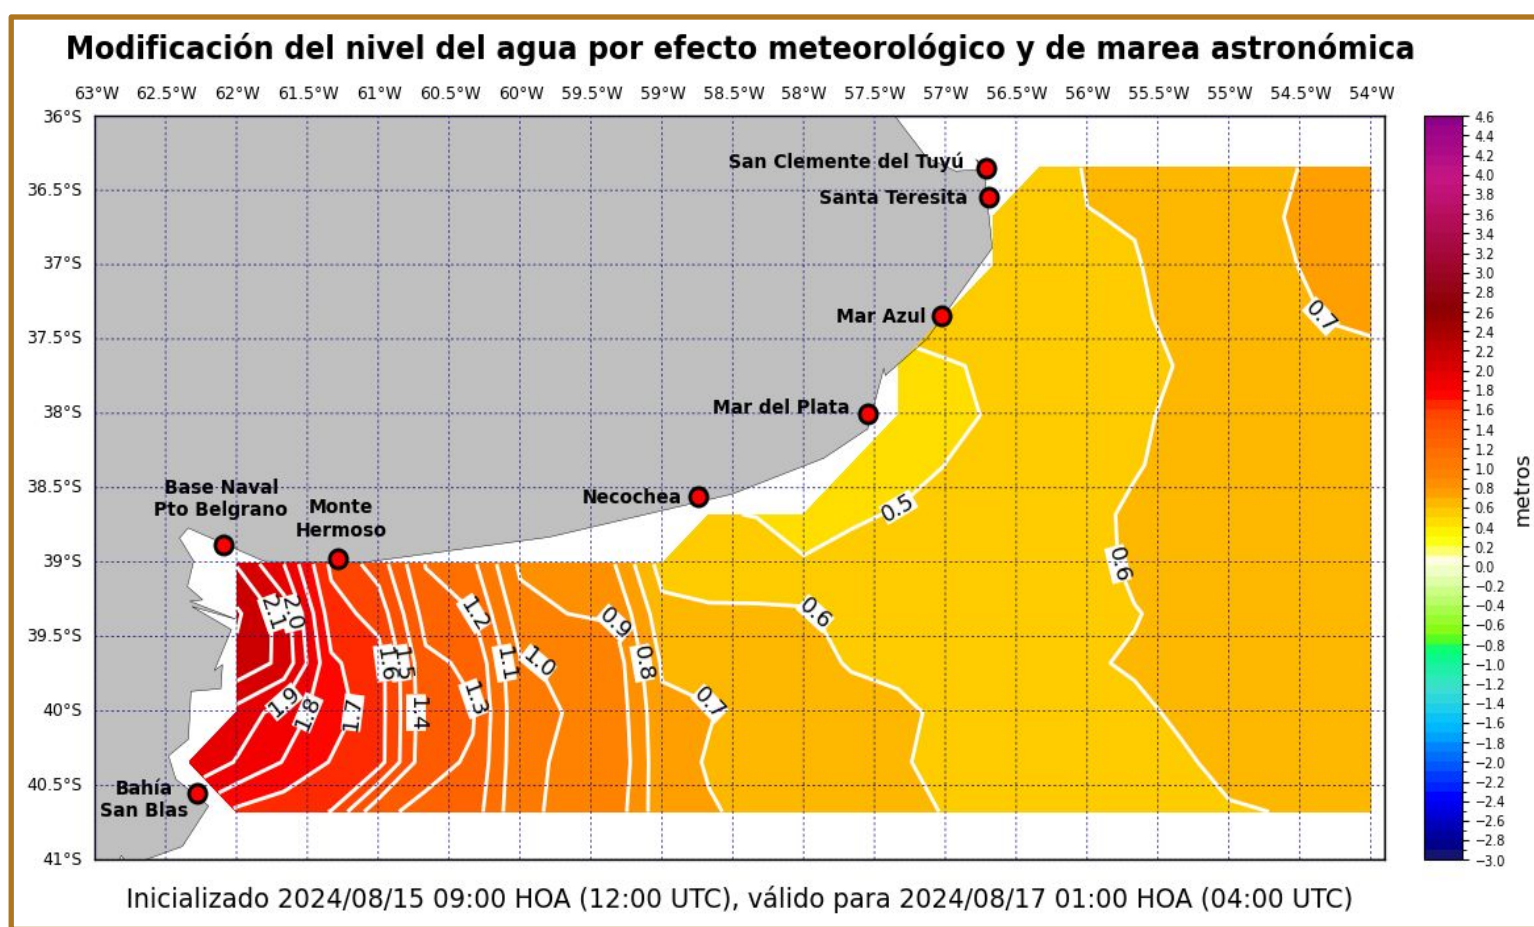 Modificación del nivel del agua por efecto meteorológico y de marea astronómica
63°W 62.5°W 62°W 61.5°W 61°W 60.5°W 60°W 59.5°W 59°W 58.5°W 58°W 57.5°W 57°W 56.5°W 56°W 55.5°W 55°W 54.5°W 54°W
36°S
36.5°S
37°S
37.5°S
38°S
38.5°S
39°S
39.5°S
40°S
40.5°S
41°S
San Clemente del Tuyú
Santa Teresita
Mar Azul
Mar del Plata
Necochea
Base Naval
Pto Belgrano
Monte
Hermoso
Bahía
San Blas
0.7
0.5
0.6
0.6
2.1
2.0
1.2
0.9
1.6
1.5
1.1
1.0
0.8
1.9
1.8
1.7
1.4
1.3
0.7
4.6
4.4
4.2
4.0
3.8
3.6
3.4
3.2
3.0
2.8
2.6
2.4
2.2
2.0
1.8
1.6
1.4
1.2
1.0
0.8
0.6
0.4
0.2
0.0
−0.2
−0.4
−0.6
−0.8
−1.0
−1.2
−1.4
−1.6
−1.8
−2.0
−2.2
−2.4
−2.6
−2.8
−3.0
metros
Inicializado 2024/08/15 09:00 HOA (12:00 UTC), válido para 2024/08/17 01:00 HOA (04:00 UTC)